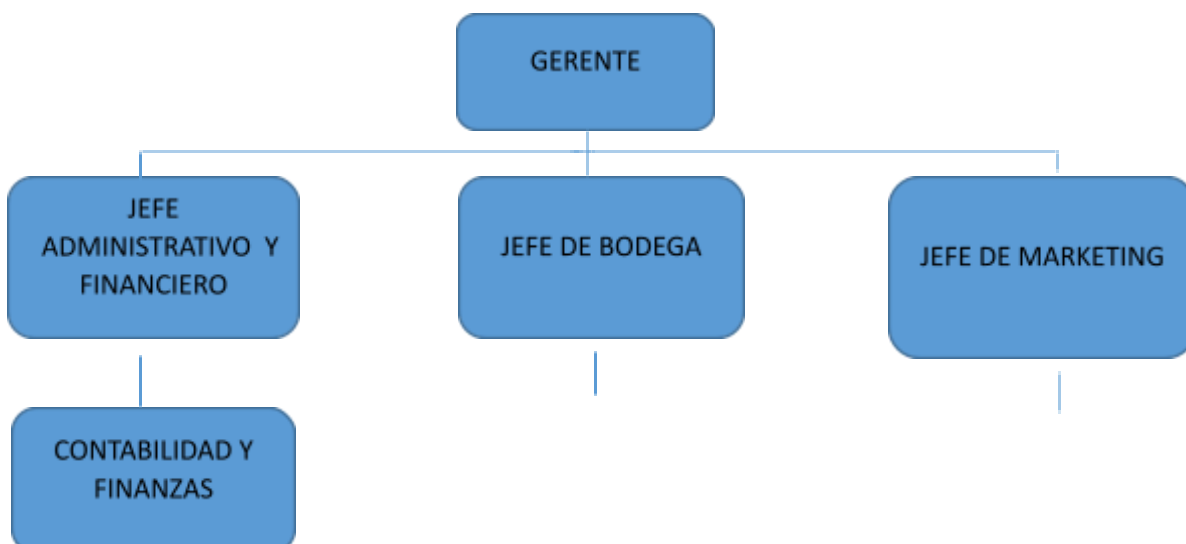 GERENTE
JEFE
ADMINISTRATIVO Y
FINANCIERO
JEFE DE BODEGA
JEFE DE MARKETING
CONTABILIDAD Y
FINANZAS